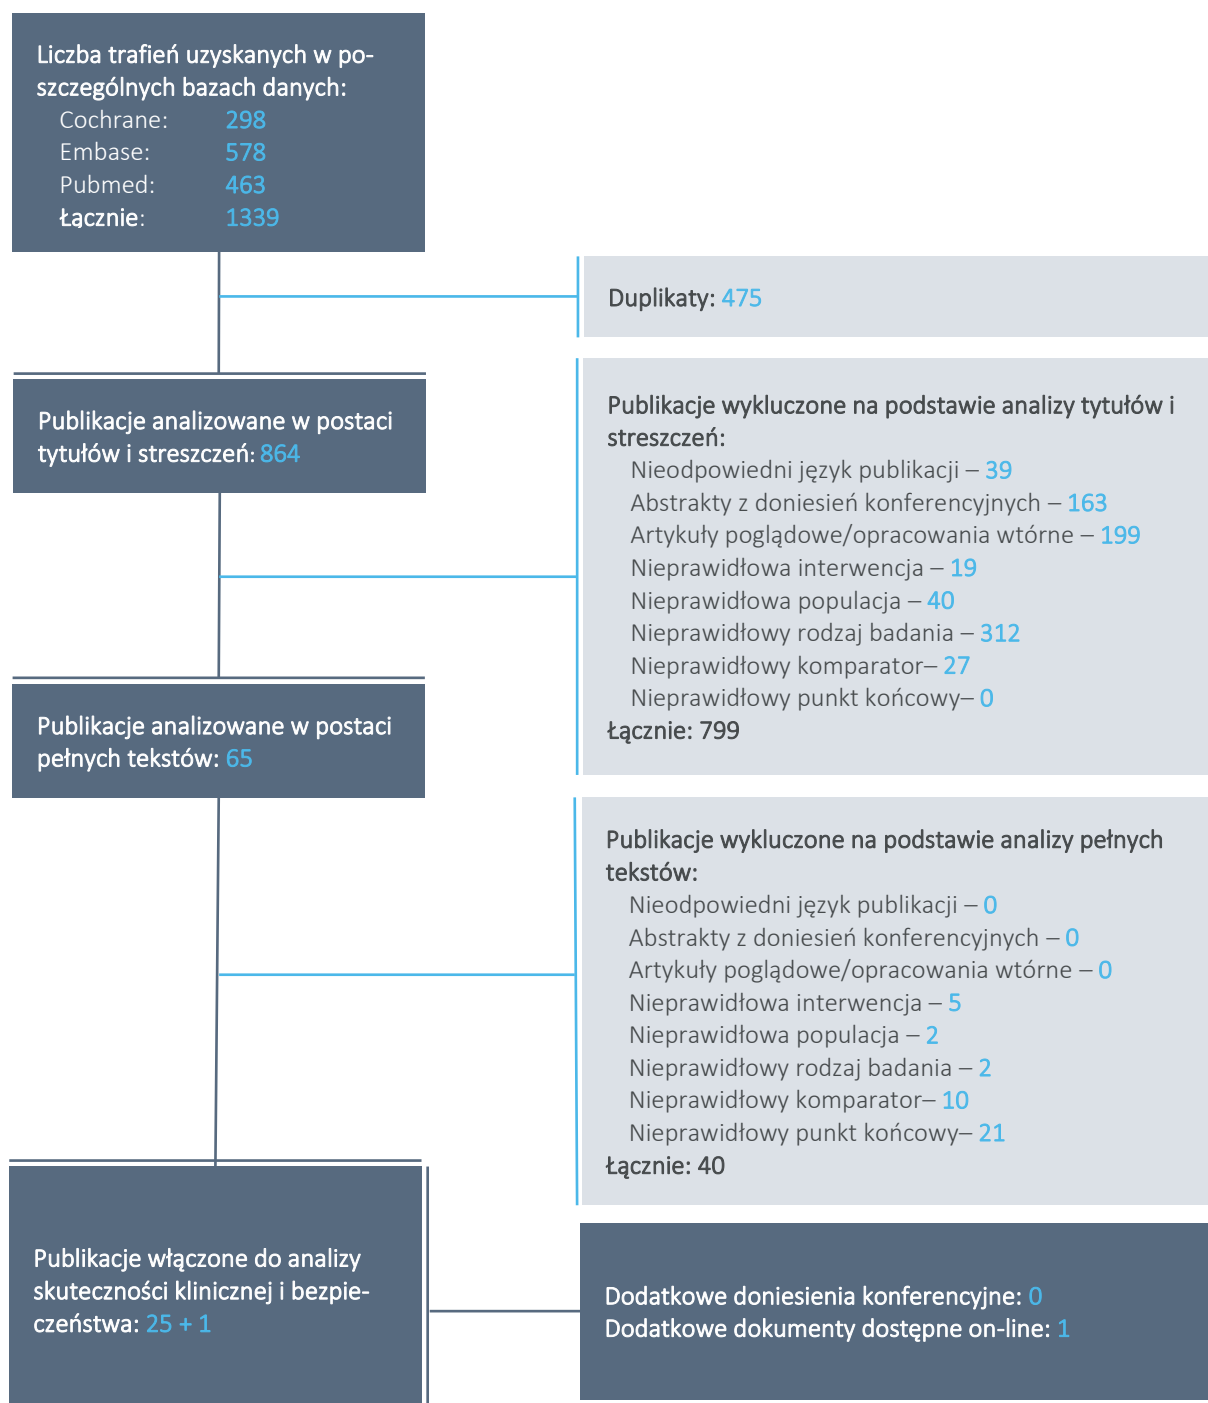 Liczba trafień uzyskanych w po-
szczególnych bazach danych:
Cochrane: 298
Embase: 578
Pubmed: 463
Łącznie: 1339
Duplikaty: 475
Publikacje analizowane w postaci
tytułów i streszczeń: 864
Publikacje wykluczone na podstawie analizy tytułów i
streszczeń:
Nieodpowiedni język publikacji – 39
Abstrakty z doniesień konferencyjnych – 163
Artykuły poglądowe/opracowania wtórne – 199
Nieprawidłowa interwencja – 19
Nieprawidłowa populacja – 40
Nieprawidłowy rodzaj badania – 312
Nieprawidłowy komparator– 27
Nieprawidłowy punkt końcowy– 0
Łącznie: 799
Publikacje analizowane w postaci
pełnych tekstów: 65
Publikacje wykluczone na podstawie analizy pełnych
tekstów:
Nieodpowiedni język publikacji – 0
Abstrakty z doniesień konferencyjnych – 0
Artykuły poglądowe/opracowania wtórne – 0
Nieprawidłowa interwencja – 5
Nieprawidłowa populacja – 2
Nieprawidłowy rodzaj badania – 2
Nieprawidłowy komparator– 10
Nieprawidłowy punkt końcowy– 21
Łącznie: 40
Publikacje włączone do analizy
skuteczności klinicznej i bezpie-
czeństwa: 25 + 1
Dodatkowe doniesienia konferencyjne: 0
Dodatkowe dokumenty dostępne on-line: 1